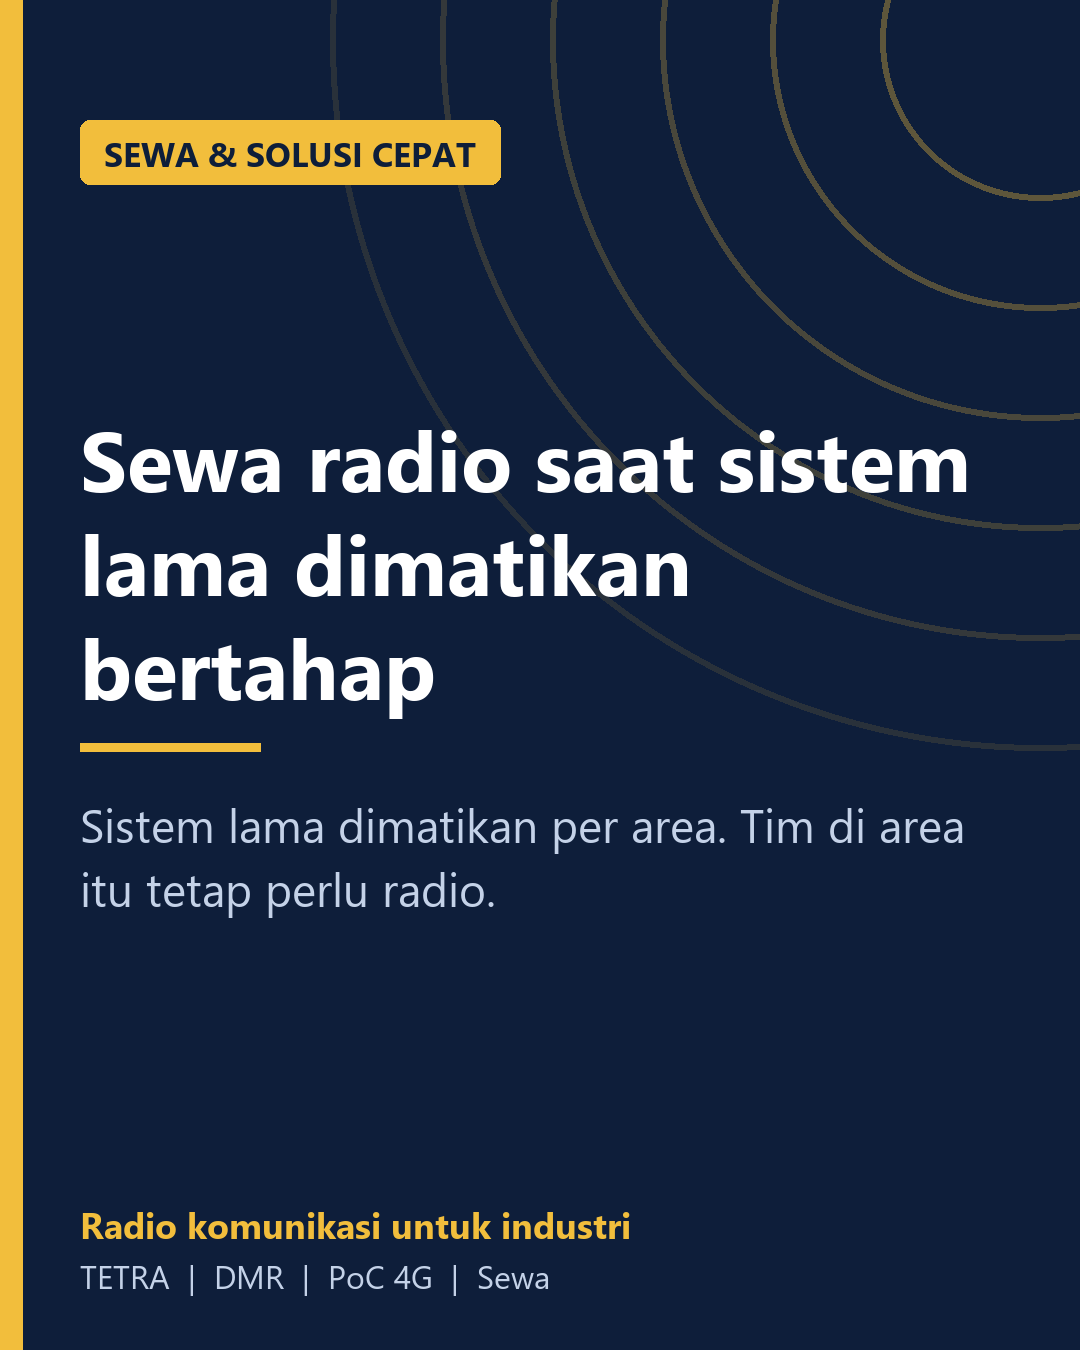 SEWA & SOLUSI CEPAT
Sewa radio saat sistem
lama dimatikan
bertahap
Sistem lama dimatikan per area. Tim di area
itu tetap perlu radio.
Radio komunikasi untuk industri
TETRA | DMR | PoC 4G | Sewa